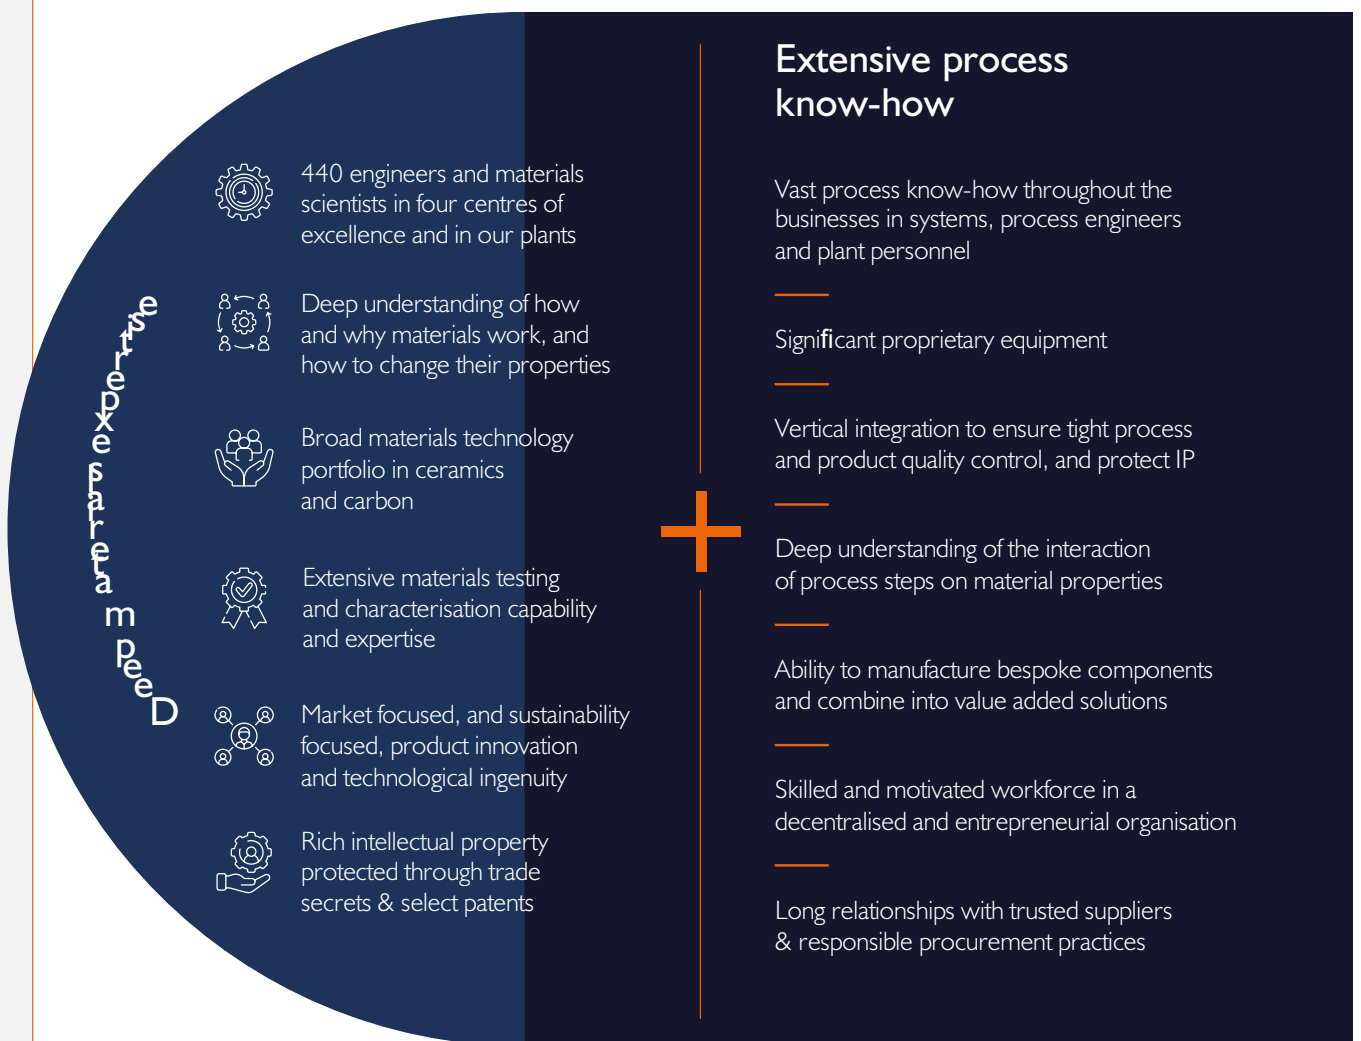 Deep materials expertise
440 engineers and materials
scientists in four centres of
excellence and in our plants
Deep understanding of how
and why materials work, and
how to change their properties
Broad materials technology
portfolio in ceramics
and carbon
Extensive materials testing
and characterisation capability
and expertise
Market focused, and sustainability
focused, product innovation
and technological ingenuity
Rich intellectual property
protected through trade
secrets & select patents
Extensive process
know-how
Vast process know-how throughout the
businesses in systems, process engineers
and plant personnel
Significant proprietary equipment
Vertical integration to ensure tight process
and product quality control, and protect IP
Deep understanding of the interaction
of process steps on material properties
Ability to manufacture bespoke components
and combine into value added solutions
Skilled and motivated workforce in a
decentralised and entrepreneurial organisation
Long relationships with trusted suppliers
& responsible procurement practices